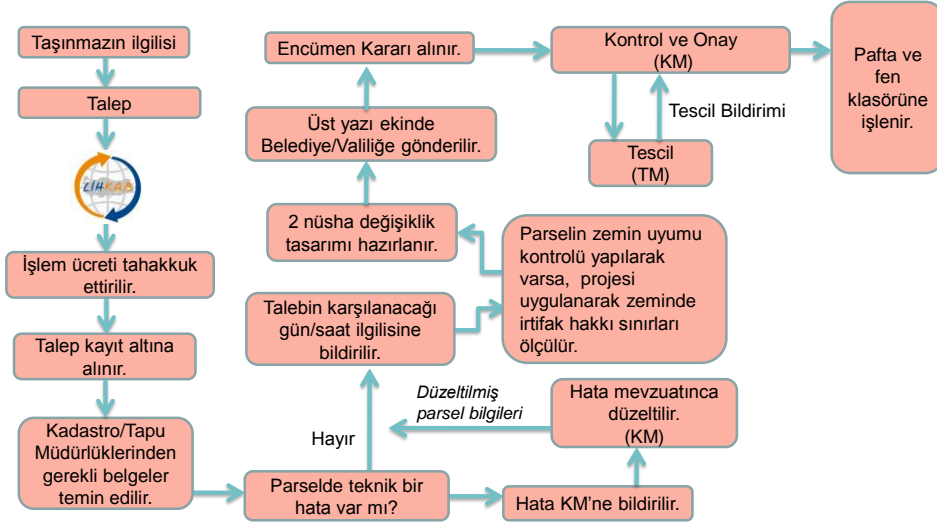 Taşınmazın ilgilisi
Talep
LİHKAB
İşlem ücreti tahakkuk
ettirilir.
Talep kayıt altına
alınır.
Kadastro/Tapu
Müdürlüklerinden
gerekli belgeler
temin edilir.
Parselde teknik bir
hata var mı?
Hata KM'ne bildirilir.
Hata mevzuatınca
düzeltilir.
(KM)
Düzeltilmiş
parsel bilgileri
Hayır
Talebin karşılanacağı
gün/saat ilgilisine
bildirilir.
Parselin zemin uyumu
kontrolü yapılarak
varsa, projesi
uygulanarak zeminde
irtifak hakkı sınırları
ölçülür.
2 nüsha değişiklik
tasarımı hazırlanır.
Üst yazı ekinde
Belediye/Valiliğe gönderilir.
Encümen Kararı alınır.
Kontrol ve Onay
(KM)
Tescil Bildirimi
Tescil
(TM)
Pafta ve
fen
klasörüne
işlenir.